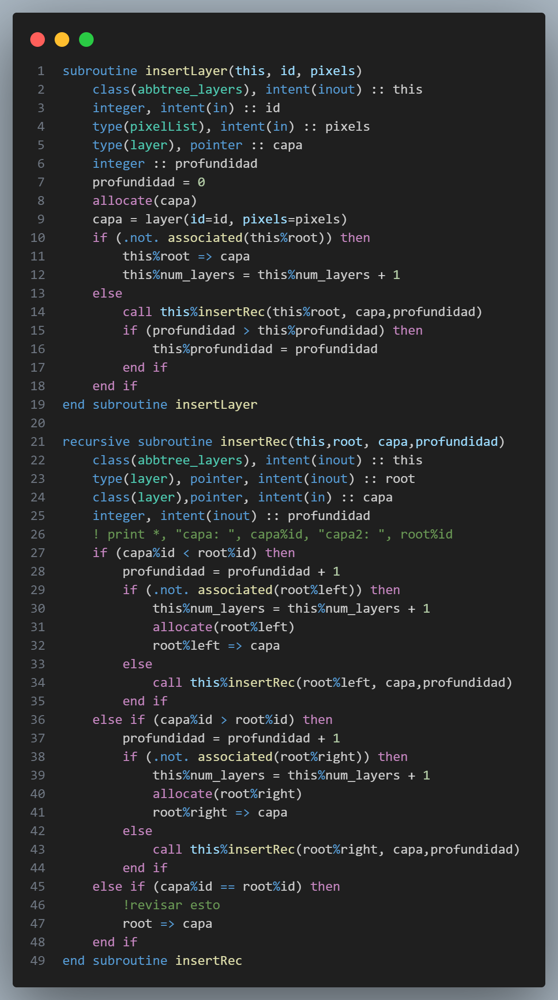 1 subroutine insertLayer(this, id, pixels)
2     class(abbtree_layers), intent(inout) :: this
3     integer, intent(in) :: id
4     type(pixelList), intent(in) :: pixels
5     type(layer), pointer :: capa
6     integer :: profundidad
7     profundidad = 0
8     allocate(capa)
9     capa = layer(id=id, pixels=pixels)
10     if (.not. associated(this%root)) then
11         this%root => capa
12         this%num_layers = this%num_layers + 1
13     else
14         call this%insertRec(this%root, capa,profundidad)
15         if (profundidad > this%profundidad) then
16             this%profundidad = profundidad
17         end if
18     end if
19 end subroutine insertLayer
20
21 recursive subroutine insertRec(this,root, capa,profundidad)
22     class(abbtree_layers), intent(inout) :: this
23     type(layer), pointer, intent(inout) :: root
24     class(layer),pointer, intent(in) :: capa
25     integer, intent(inout) :: profundidad
26     ! print *, "capa: ", capa%id, "capa2: ", root%id
27     if (capa%id < root%id) then
28         profundidad = profundidad + 1
29         if (.not. associated(root%left)) then
30             this%num_layers = this%num_layers + 1
31             allocate(root%left)
32             root%left => capa
33         else
34             call this%insertRec(root%left, capa,profundidad)
35         end if
36     else if (capa%id > root%id) then
37         profundidad = profundidad + 1
38         if (.not. associated(root%right)) then
39             this%num_layers = this%num_layers + 1
40             allocate(root%right)
41             root%right => capa
42         else
43             call this%insertRec(root%right, capa,profundidad)
44         end if
45     else if (capa%id == root%id) then
46         !revisar esto
47         root => capa
48     end if
49 end subroutine insertRec